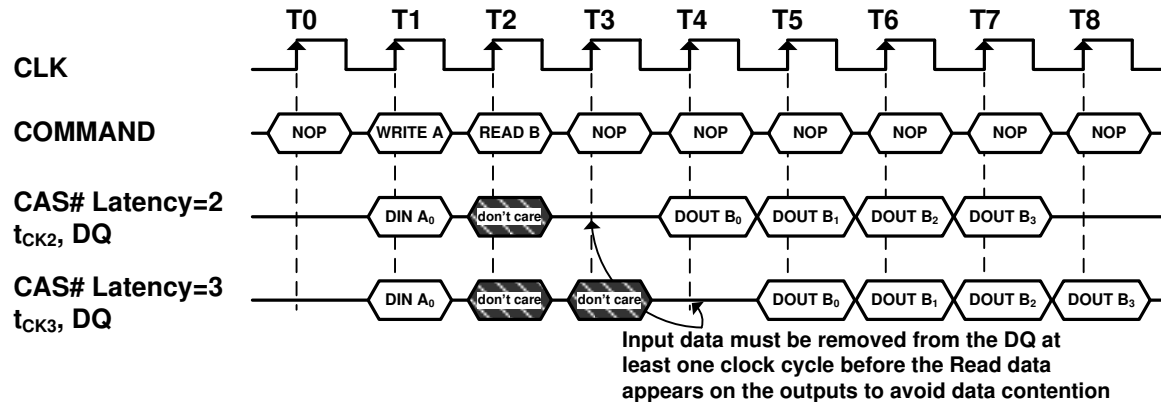 T0 T1 T2 T3 T4 T5 T6 T7 T8
CLK
COMMAND NOP WRITE A READ B NOP NOP NOP NOP NOP NOP
CAS# Latency=2
tCK2, DQ
DIN A0 don't care DOUT B0 DOUT B1 DOUT B2 DOUT B3
CAS# Latency=3
tCK3, DQ
DIN A0 don't care don't care DOUT B0 DOUT B1 DOUT B2 DOUT B3
Input data must be removed from the DQ at
least one clock cycle before the Read data
appears on the outputs to avoid data contention